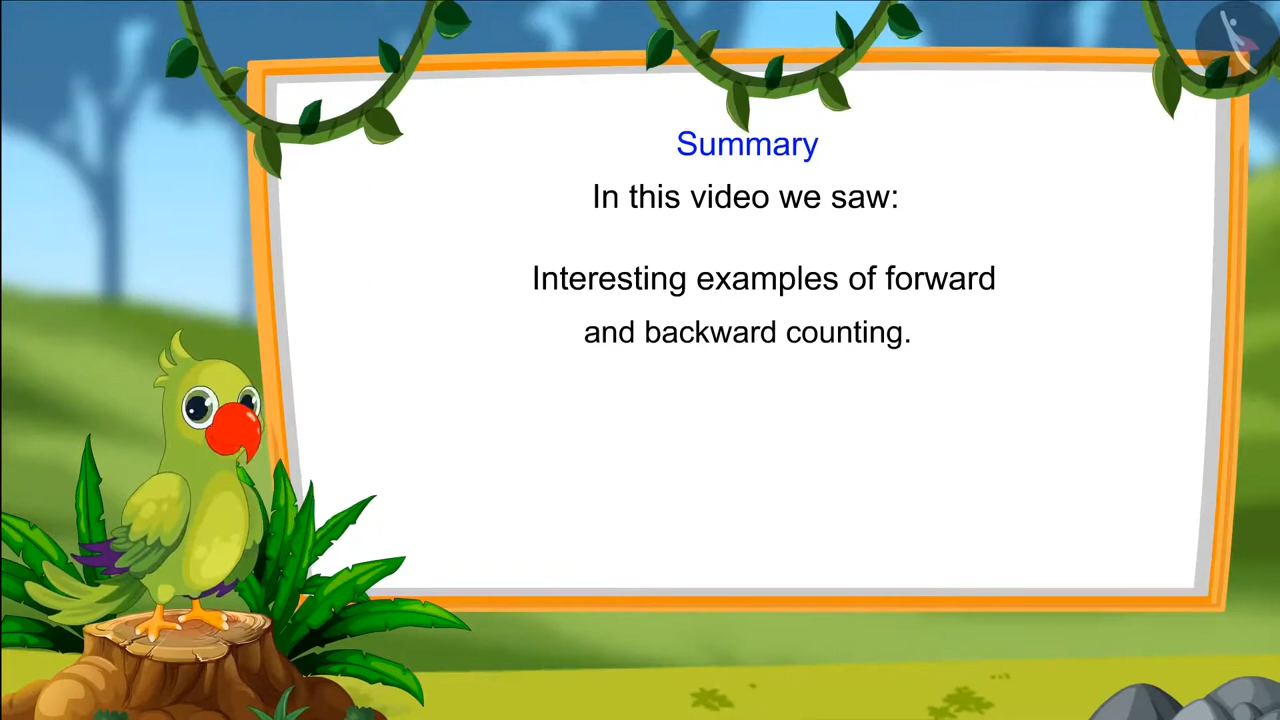 Summary
In this video we saw:
Interesting examples of forward
and backward counting.